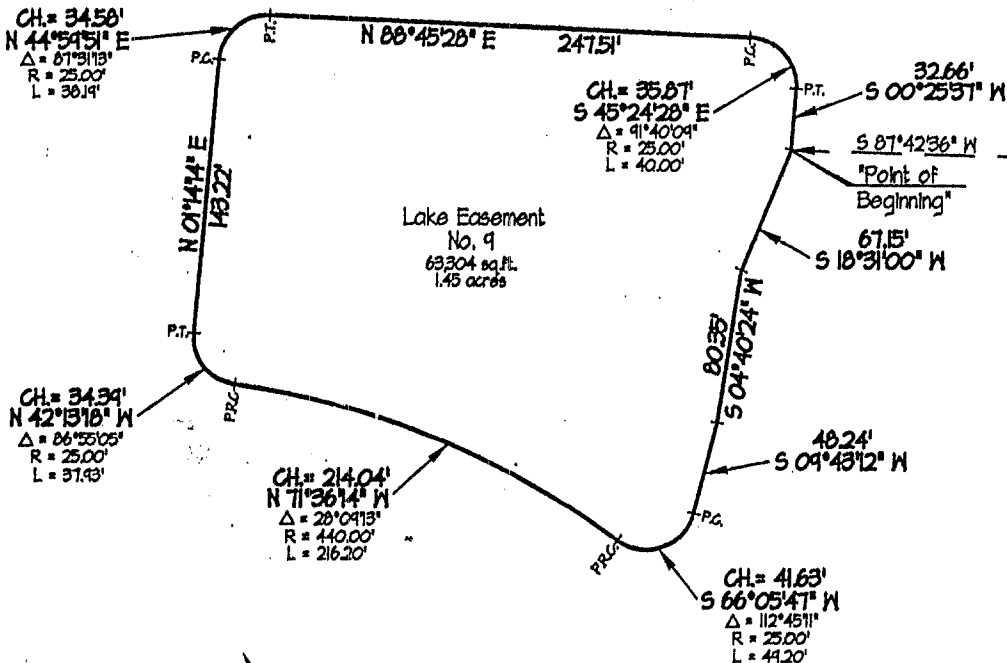 CH.= 34.58'
N 44°59'51" E
Δ = 87°31'13"
R = 25.00'
L = 38.19'
P.T.
P.C.
N 88°45'28" E 247.51'
P.C.
P.T.
CH.= 35.87'
S 45°24'28" E
Δ = 91°40'09"
R = 25.00'
L = 40.00'
32.66'
S 00°25'37" W
S 87°42'36" W
"Point of
Beginning"
N 01°14'14" E
143.22'
Lake Easement
No. 9
63,304 sq.ft.
1.45 acres
67.15'
S 18°31'00" W
80.35'
S 04°40'24" W
P.T.
P.R.C.
CH.= 34.39'
N 42°13'18" W
Δ = 86°55'05"
R = 25.00'
L = 37.93'
CH.= 214.04'
N 71°36'14" W
Δ = 28°09'13"
R = 440.00'
L = 216.20'
48.24'
S 09°43'12" W
P.C.
P.R.C.
CH.= 41.63'
S 66°05'47" W
Δ = 112°45'11"
R = 25.00'
L = 49.20'